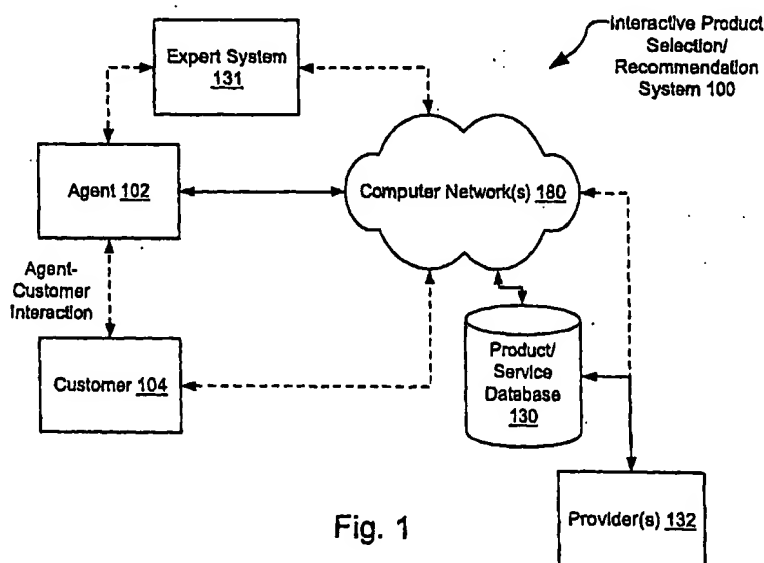 Interactive Product
Selection/
Recommendation
System 100
Expert System
131
Agent 102
Computer Network(s) 180
Agent-
Customer
Interaction
Customer 104
Product/
Service
Database
130
Provider(s) 132
Fig. 1